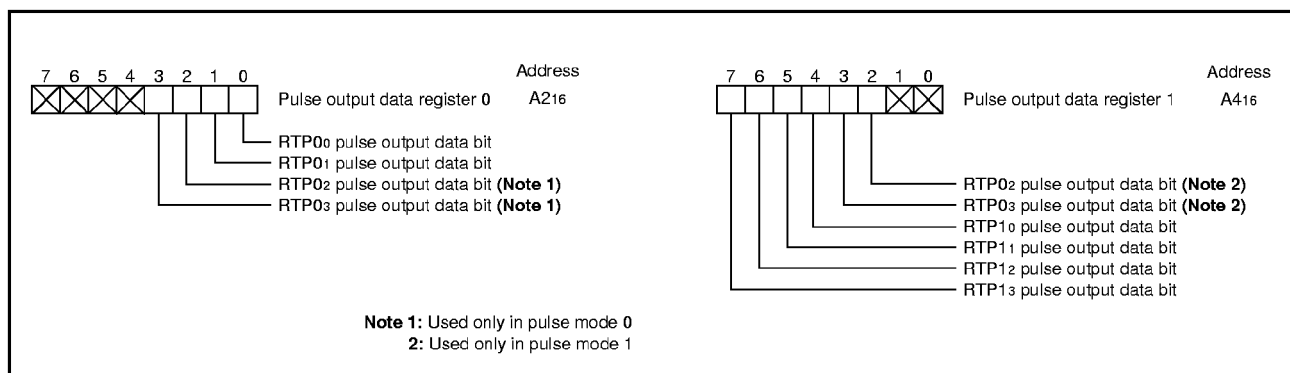 Address
7 6 5 4 3 2 1 0
Pulse output data register 0 A216
RTP00 pulse output data bit
RTP01 pulse output data bit
RTP02 pulse output data bit (Note 1)
RTP03 pulse output data bit (Note 1)
Note 1: Used only in pulse mode 0
2: Used only in pulse mode 1
Address
7 6 5 4 3 2 1 0
Pulse output data register 1 A416
RTP02 pulse output data bit (Note 2)
RTP03 pulse output data bit (Note 2)
RTP10 pulse output data bit
RTP11 pulse output data bit
RTP12 pulse output data bit
RTP13 pulse output data bit